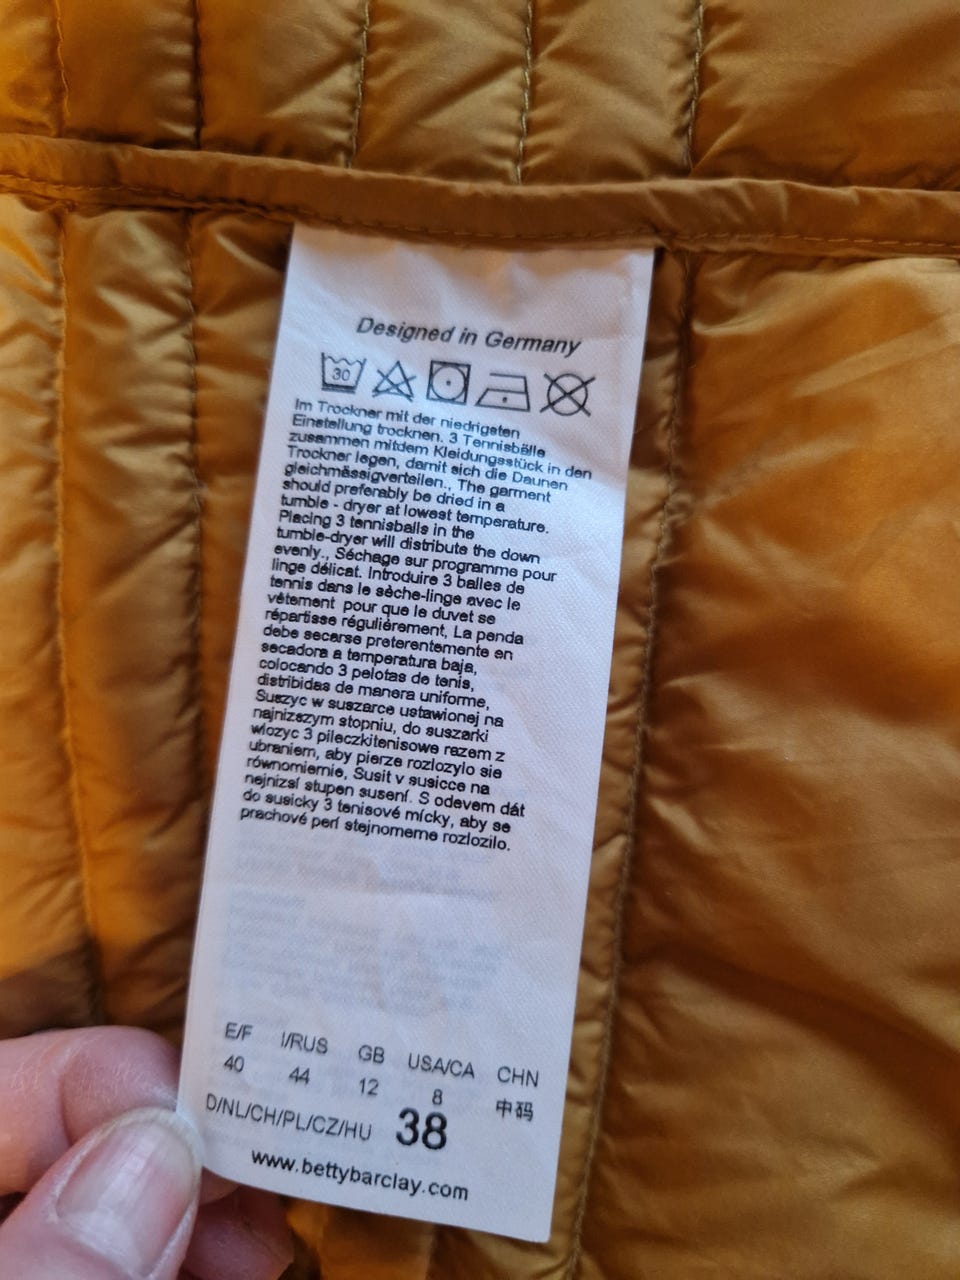 Designed in Germany
30
Im Trockner mit der niedrigsten
Einstellung trocknen. 3 Tennisbälle
zusammen mitdem Kleidungsstück in den
Trockner legen, damit sich die Daunen
gleichmässigverteilen., The garment
should preferably be dried in a
tumble - dryer at lowest temperature.
Placing 3 tennisballs in the
tumble-dryer will distribute the down
evenly., Séchage sur programme pour
linge délicat. Introduire 3 balles de
tennis dans le sèche-linge avec le
vêtement pour que le duvet se
répartisse régulièrement, La penda
debe secarse preterentemente en
secadora a temperatura baja,
colocando 3 pelotas de tenis,
distribidas de manera uniforme,
Suszyc w suszarce ustawionej na
najnizszym stopniu, do suszarki
wlozyc 3 pileczkitenisowe razem z
ubraniem, aby pierze rozlozylo sie
równomiernie, Susit v susicce na
nejnizsí stupen susení. S odevem dát
do susicky 3 tenisové mícky, aby se
prachové perí stejnomerne rozlozilo.
E/F I/RUS GB USA/CA CHN
40 44 12 8 中码
D/NL/CH/PL/CZ/HU 38
www.bettybarclay.com